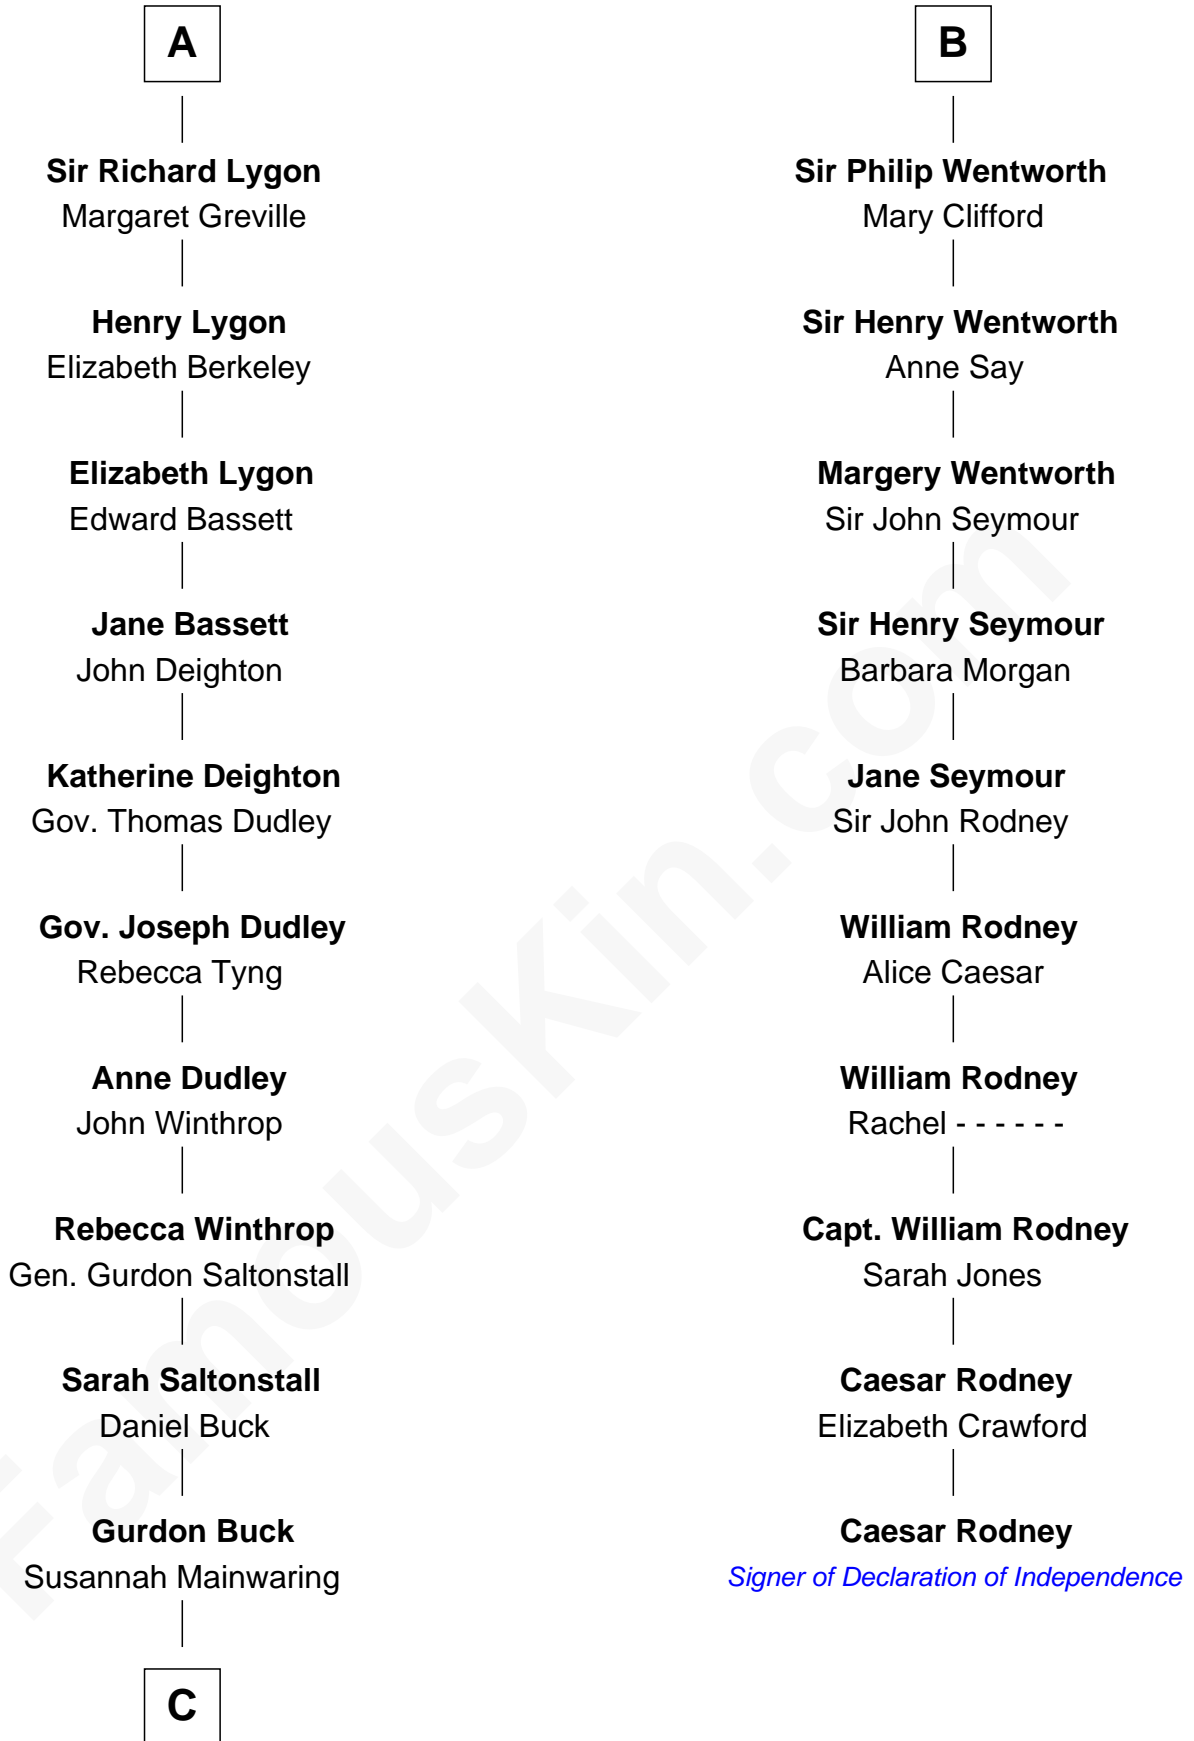 A
Sir Richard Lygon
Margaret Greville
Henry Lygon
Elizabeth Berkeley
Elizabeth Lygon
Edward Bassett
Jane Bassett
John Deighton
Katherine Deighton
Gov. Thomas Dudley
Gov. Joseph Dudley
Rebecca Tyng
Anne Dudley
John Winthrop
Rebecca Winthrop
Gen. Gurdon Saltonstall
Sarah Saltonstall
Daniel Buck
Gurdon Buck
Susannah Mainwaring
C
B
Sir Philip Wentworth
Mary Clifford
Sir Henry Wentworth
Anne Say
Margery Wentworth
Sir John Seymour
Sir Henry Seymour
Barbara Morgan
Jane Seymour
Sir John Rodney
William Rodney
Alice Caesar
William Rodney
Rachel - - - - - -
Capt. William Rodney
Sarah Jones
Caesar Rodney
Elizabeth Crawford
Caesar Rodney
Signer of Declaration of Independence
FamousKin.com